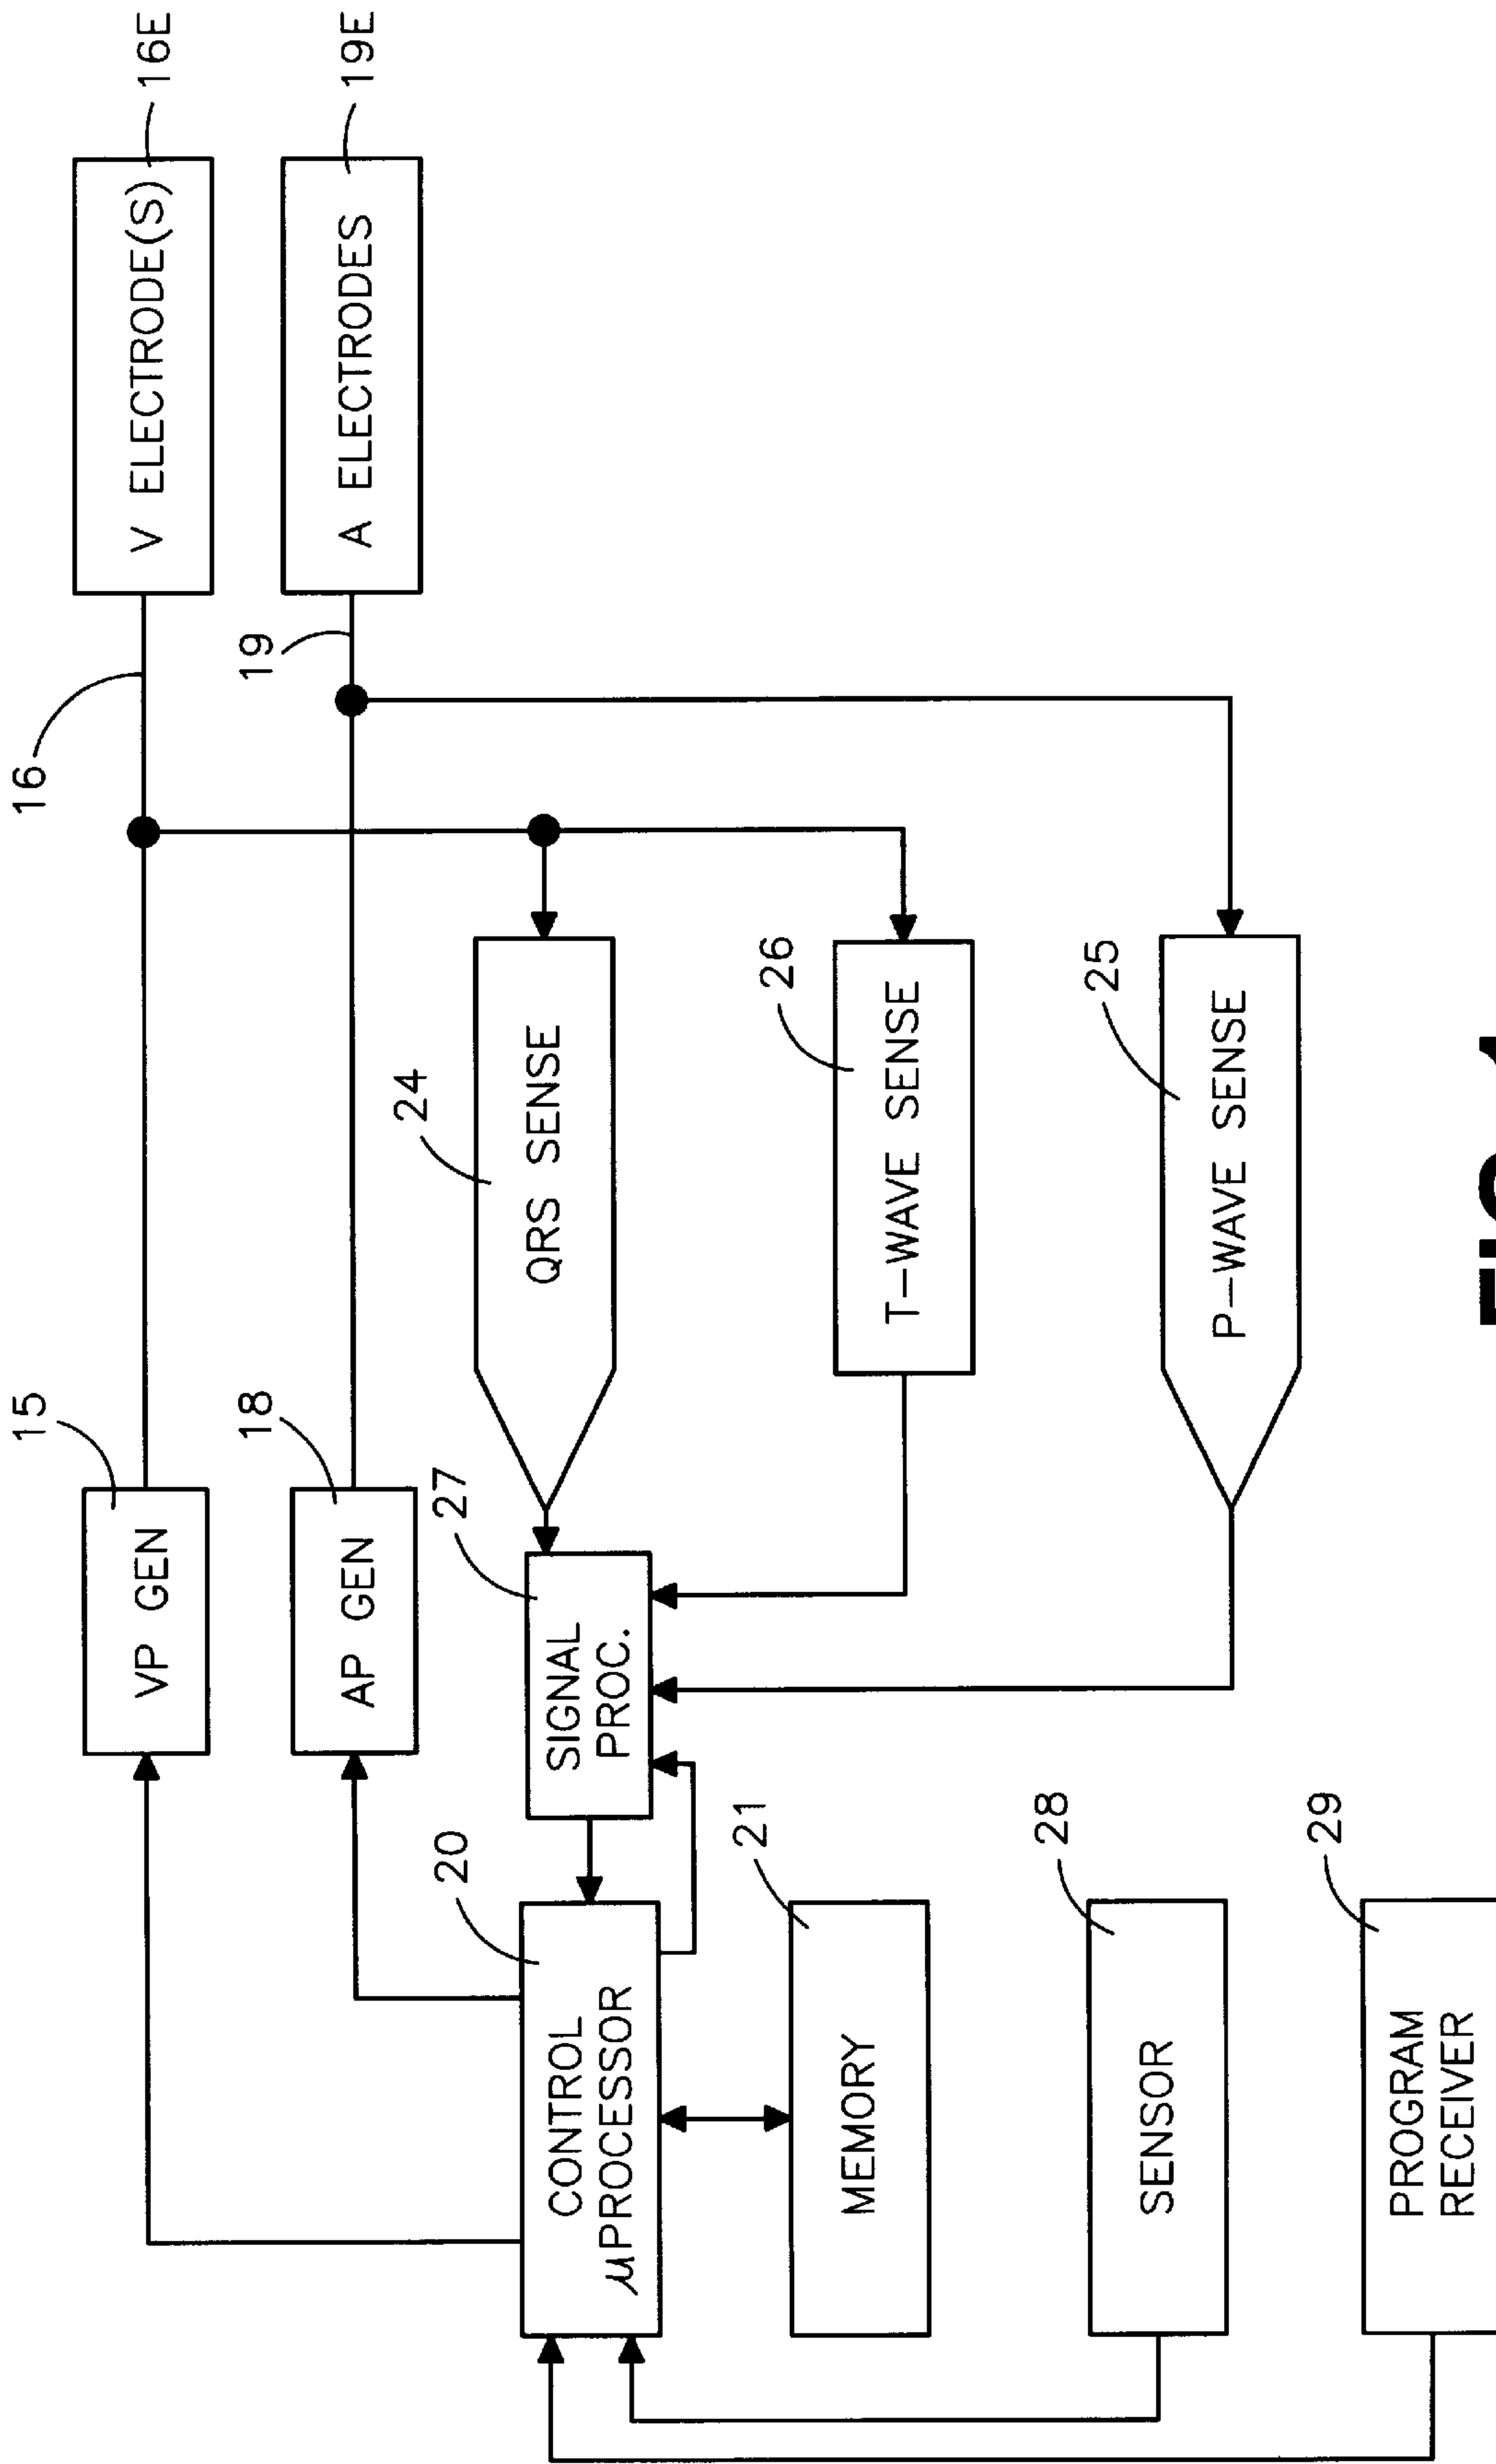 15
16
VP GEN
V ELECTRODE(S)
16E
18
19
AP GEN
A ELECTRODES
19E
20
27
24
CONTROL
μPROCESSOR
SIGNAL
PROC.
QRS SENSE
21
26
MEMORY
T-WAVE SENSE
28
25
SENSOR
P-WAVE SENSE
29
PROGRAM
RECEIVER